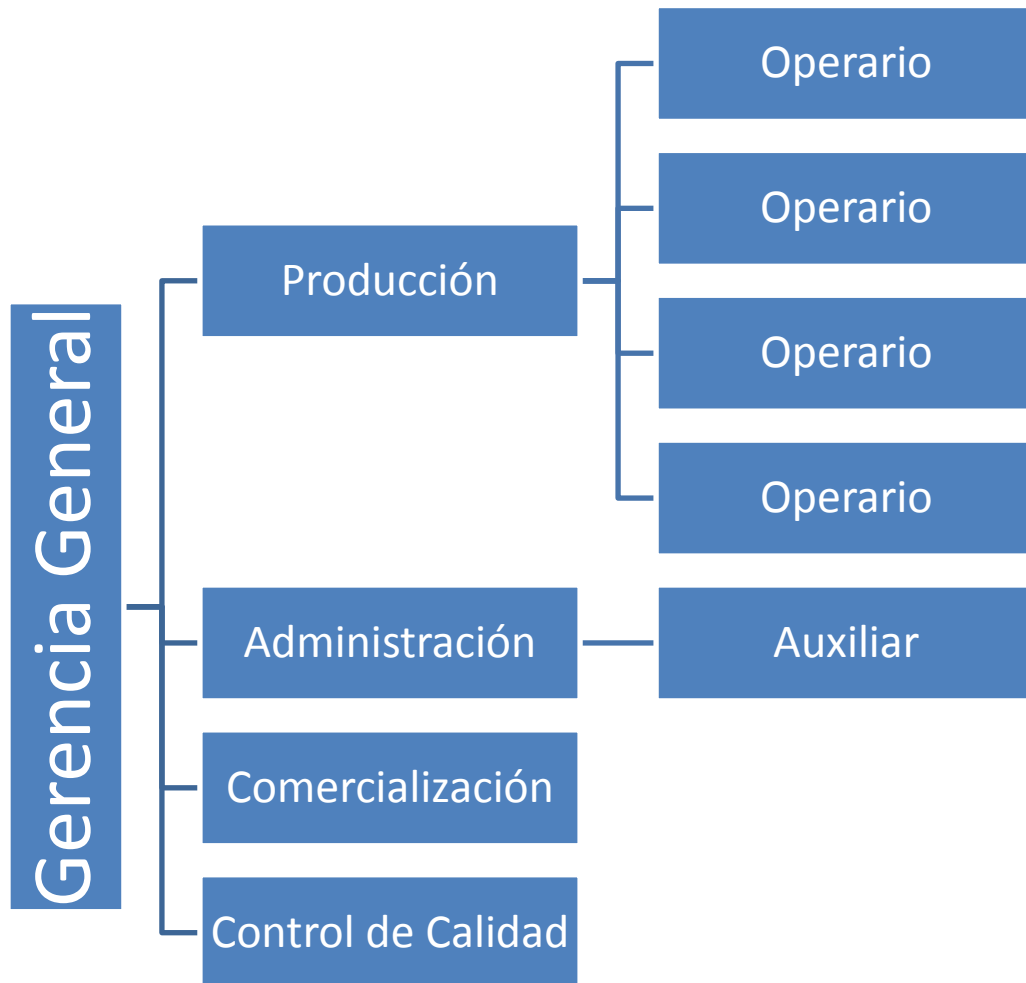 Gerencia General
Producción
Operario
Operario
Operario
Operario
Administración
Auxiliar
Comercialización
Control de Calidad